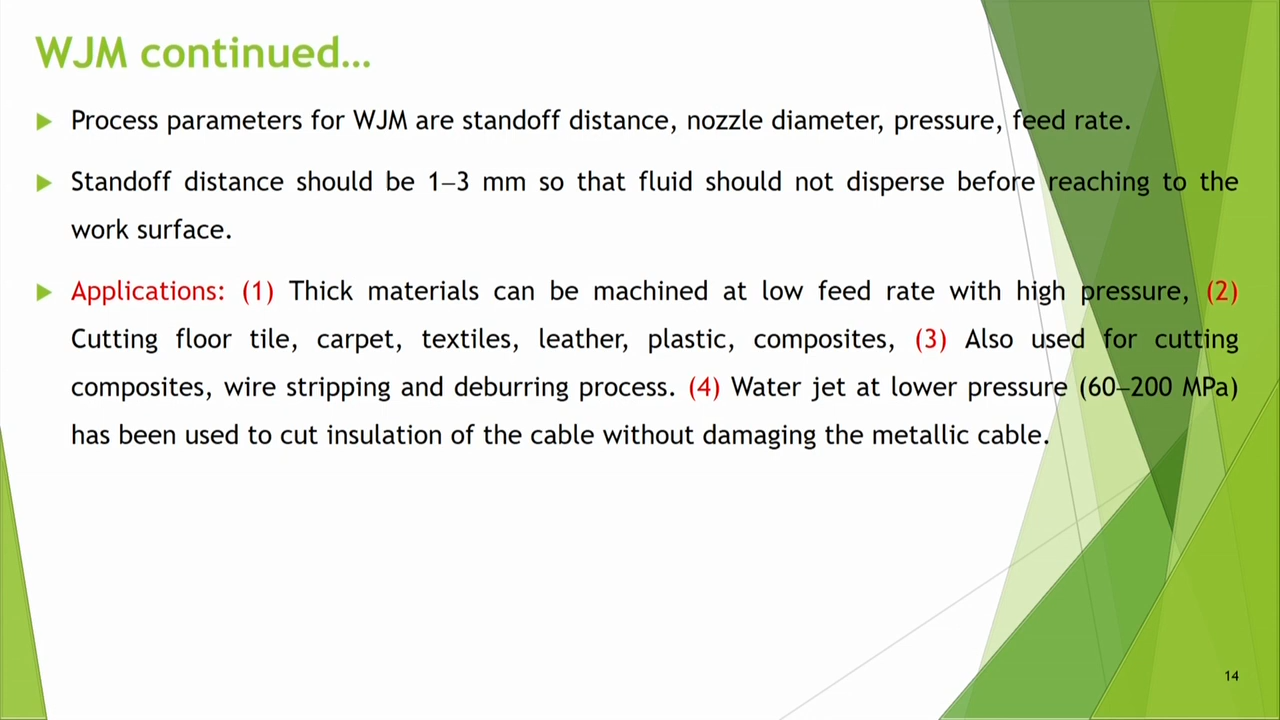 WJM continued…
Process parameters for WJM are standoff distance, nozzle diameter, pressure, feed rate.
Standoff distance should be 1–3 mm so that fluid should not disperse before reaching to the
work surface.
Applications: (1) Thick materials can be machined at low feed rate with high pressure, (2)
Cutting floor tile, carpet, textiles, leather, plastic, composites, (3) Also used for cutting
composites, wire stripping and deburring process. (4) Water jet at lower pressure (60–200 MPa)
has been used to cut insulation of the cable without damaging the metallic cable.
14